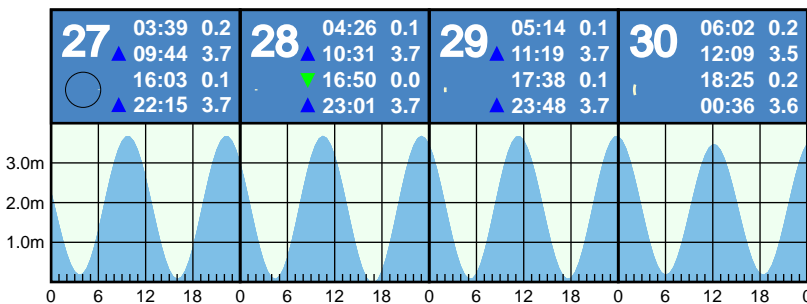 27 03:39 0.2
▲ 09:44 3.7
16:03 0.1
▲ 22:15 3.7
28 04:26 0.1
▲ 10:31 3.7
▼ 16:50 0.0
▲ 23:01 3.7
29 05:14 0.1
▲ 11:19 3.7
17:38 0.1
▲ 23:48 3.7
30 06:02 0.2
12:09 3.5
18:25 0.2
00:36 3.6
3.0m
2.0m
1.0m
0 6 12 18 0 6 12 18 0 6 12 18 0 6 12 18 0